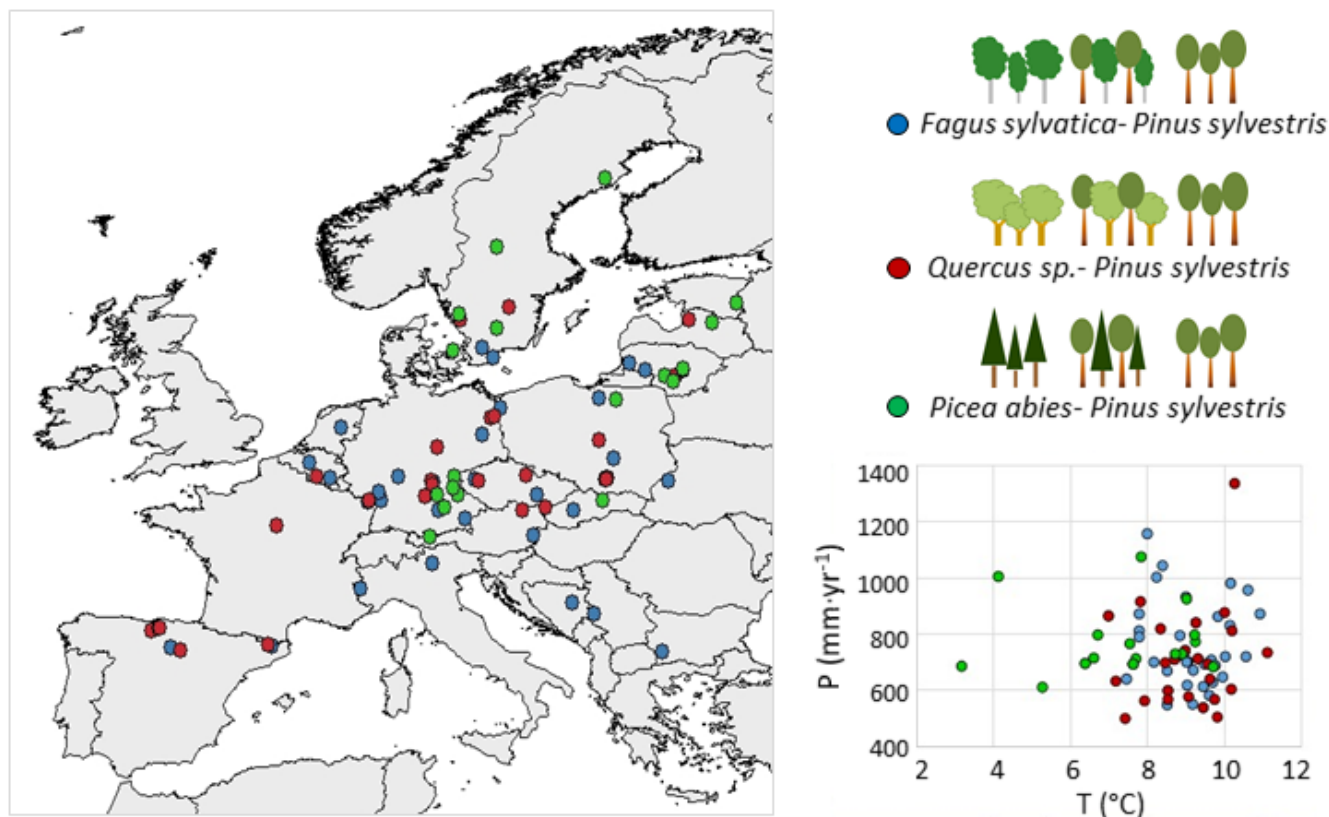 Fagus sylvatica- Pinus sylvestris
Quercus sp.- Pinus sylvestris
Picea abies- Pinus sylvestris
1400
1200
1000
800
600
400
P (mm·yr⁻¹)
2 4 6 8 10 12
T (°C)